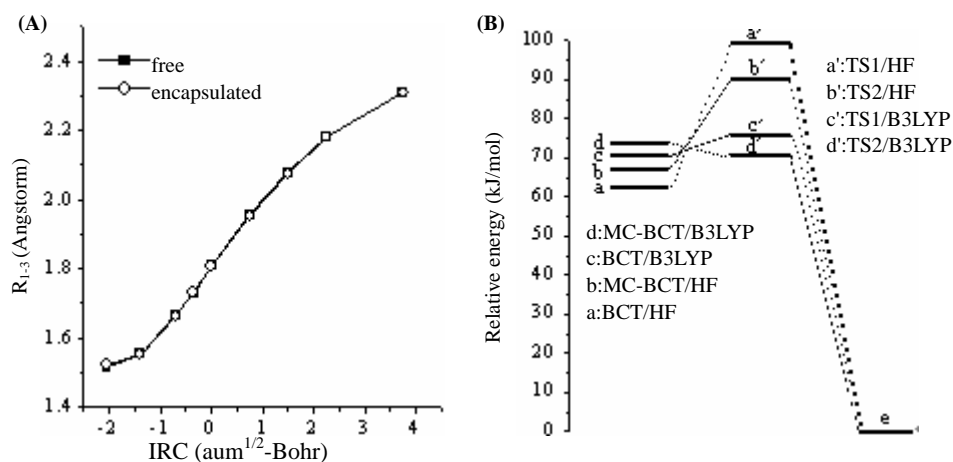 (A)
2.4
2.2
2.0
1.8
1.6
1.4
R1-3 (Angstorm)
free
encapsulated
-2 -1 0 1 2 3 4
IRC (aum1/2-Bohr)
(B)
100
90
80
70
60
50
40
30
20
10
0
Relative energy (kJ/mol)
a'
b'
c'
d'
d
c
b
a
e
a':TS1/HF
b':TS2/HF
c':TS1/B3LYP
d':TS2/B3LYP
d:MC-BCT/B3LYP
c:BCT/B3LYP
b:MC-BCT/HF
a:BCT/HF